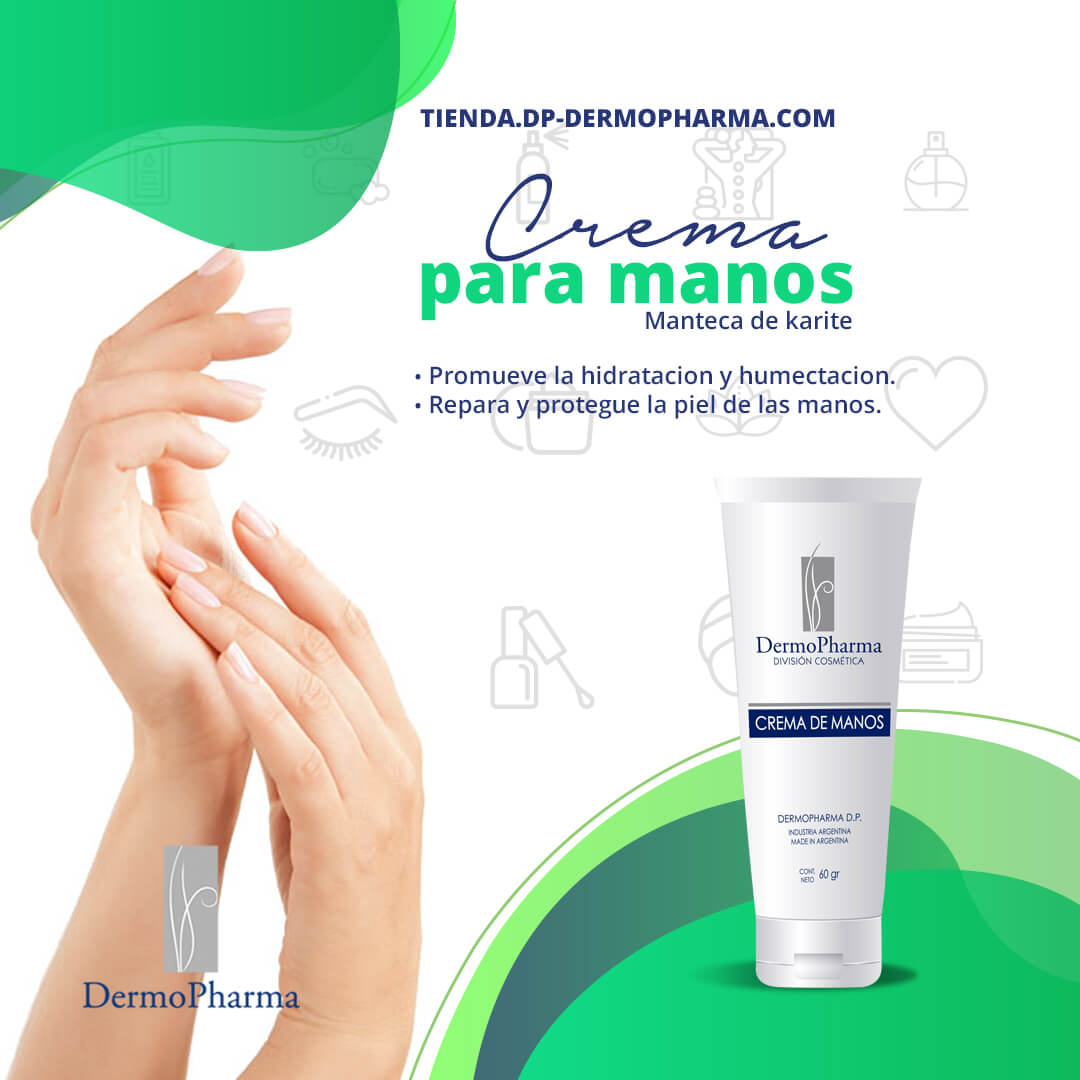 TIENDA.DP-DERMOPHARMA.COM
Crema
para manos
Manteca de karite
• Promueve la hidratacion y humectacion.
• Repara y protegue la piel de las manos.
DermoPharma
DIVISIÓN COSMÉTICA
CREMA DE MANOS
DERMOPHARMA D.P.
INDUSTRIA ARGENTINA
MADE IN ARGENTINA
CONT. NETO 60 gr
DermoPharma